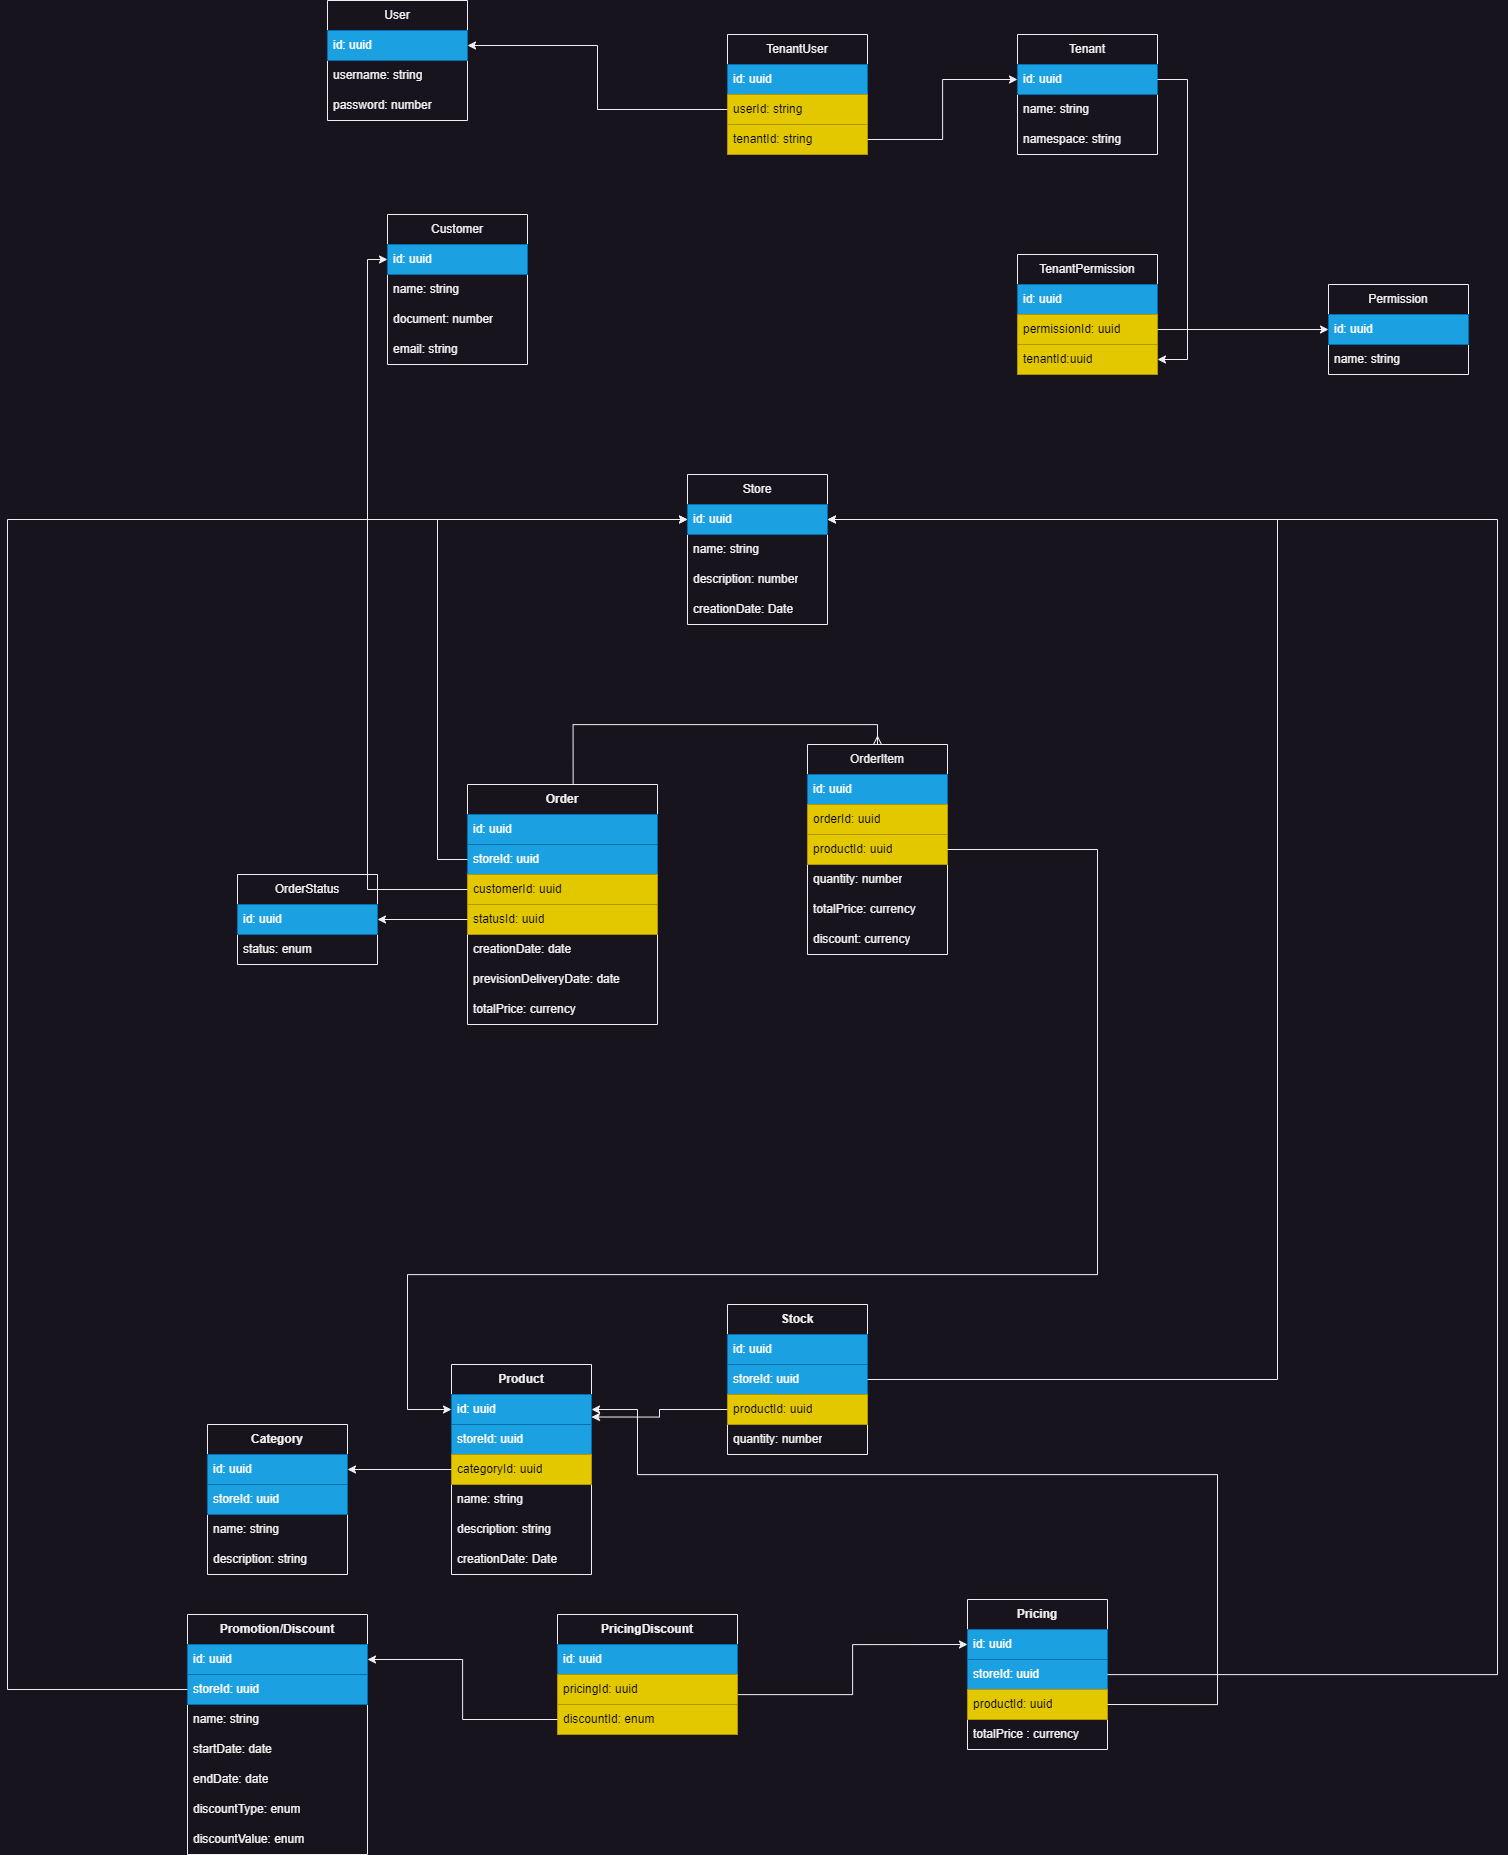 User
id: uuid
username: string
password: number
TenantUser
id: uuid
userId: string
tenantId: string
Tenant
id: uuid
name: string
namespace: string
Customer
id: uuid
name: string
document: number
email: string
TenantPermission
id: uuid
permissionId: uuid
tenantId:uuid
Permission
id: uuid
name: string
Store
id: uuid
name: string
description: number
creationDate: Date
OrderItem
id: uuid
orderId: uuid
productId: uuid
quantity: number
totalPrice: currency
discount: currency
Order
id: uuid
storeId: uuid
customerId: uuid
statusId: uuid
creationDate: date
previsionDeliveryDate: date
totalPrice: currency
OrderStatus
id: uuid
status: enum
Stock
id: uuid
storeId: uuid
productId: uuid
quantity: number
Product
id: uuid
storeId: uuid
categoryId: uuid
name: string
description: string
creationDate: Date
Category
id: uuid
storeId: uuid
name: string
description: string
Promotion/Discount
id: uuid
storeId: uuid
name: string
startDate: date
endDate: date
discountType: enum
discountValue: enum
PricingDiscount
id: uuid
pricingId: uuid
discountId: enum
Pricing
id: uuid
storeId: uuid
productId: uuid
totalPrice : currency